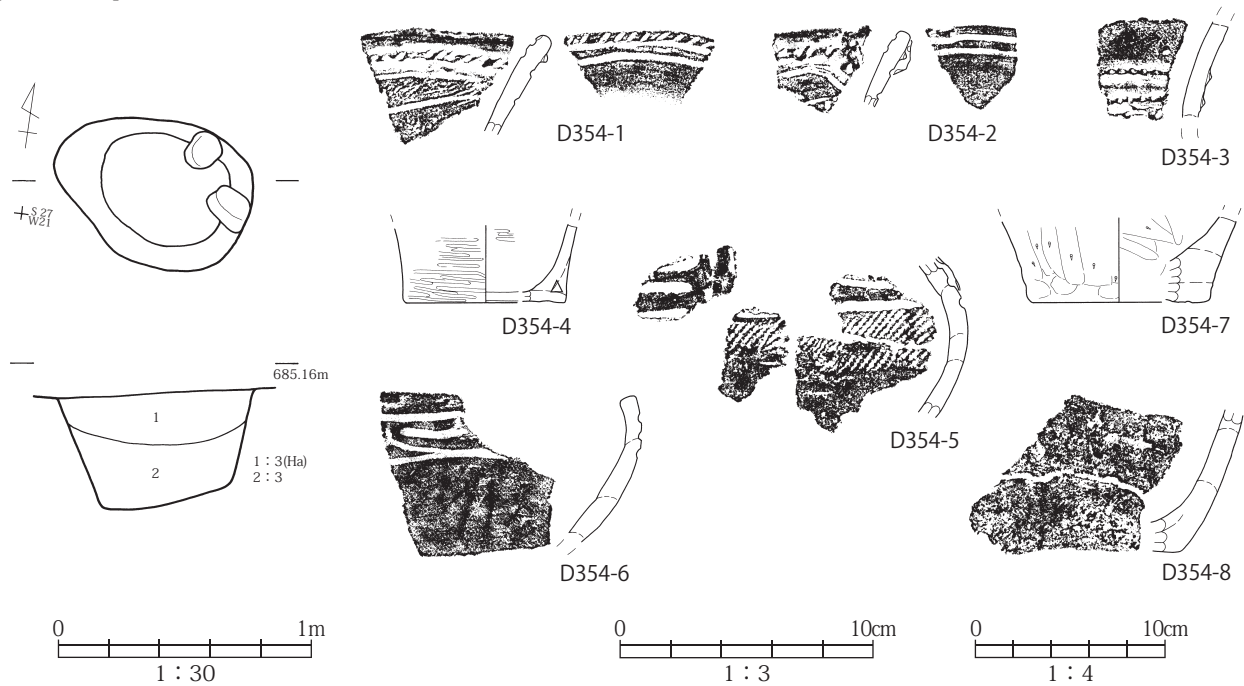 D354-1
D354-2
D354-3
S 27
W21
D354-4
D354-5
D354-7
685.16m
1
2
1：3(Ha)
2：3
D354-6
D354-8
0 1m
1：30
0 10cm
1：3
0 10cm
1：4